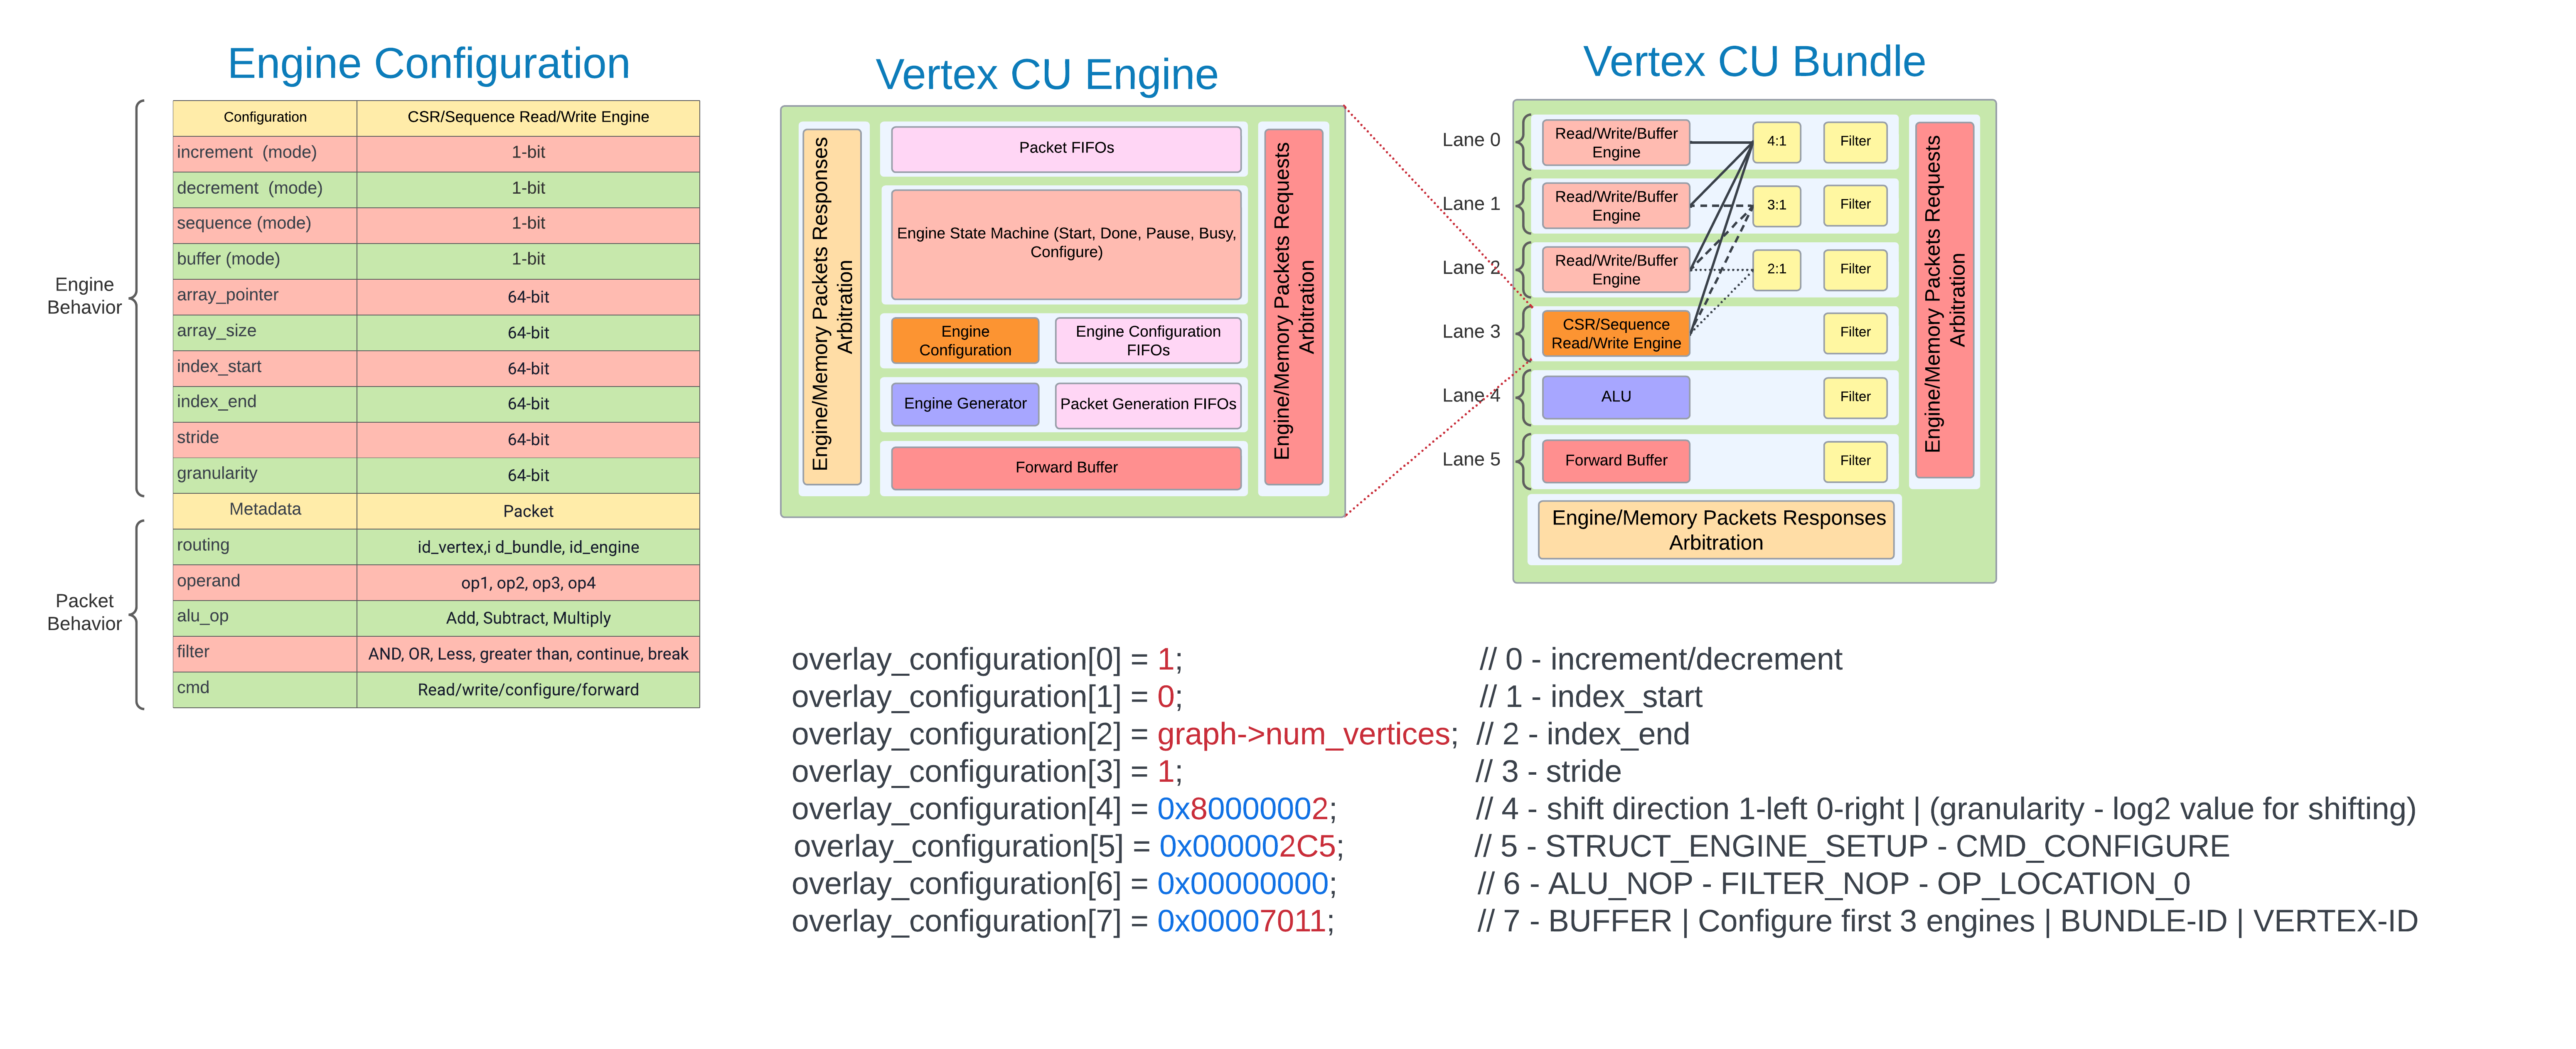 Engine Configuration
Configuration
CSR/Sequence Read/Write Engine
increment (mode)
1-bit
decrement (mode)
1-bit
sequence (mode)
1-bit
buffer (mode)
1-bit
array_pointer
64-bit
array_size
64-bit
index_start
64-bit
index_end
64-bit
stride
64-bit
granularity
64-bit
Metadata
Packet
routing
id_vertex,i d_bundle, id_engine
operand
op1, op2, op3, op4
alu_op
Add, Subtract, Multiply
filter
AND, OR, Less, greater than, continue, break
cmd
Read/write/configure/forward
Engine
Behavior
Packet
Behavior
Vertex CU Engine
Engine/Memory Packets Responses
Arbitration
Packet FIFOs
Engine State Machine (Start, Done, Pause, Busy,
Configure)
Engine
Configuration
Engine Configuration
FIFOs
Engine Generator
Packet Generation FIFOs
Forward Buffer
Engine/Memory Packets Requests
Arbitration
Vertex CU Bundle
Lane 0
Read/Write/Buffer
Engine
4:1
Filter
Lane 1
Read/Write/Buffer
Engine
3:1
Filter
Lane 2
Read/Write/Buffer
Engine
2:1
Filter
Lane 3
CSR/Sequence
Read/Write Engine
Filter
Lane 4
ALU
Filter
Lane 5
Forward Buffer
Filter
Engine/Memory Packets Requests
Arbitration
Engine/Memory Packets Responses
Arbitration
overlay_configuration[0] = 1; // 0 - increment/decrement
overlay_configuration[1] = 0; // 1 - index_start
overlay_configuration[2] = graph->num_vertices; // 2 - index_end
overlay_configuration[3] = 1; // 3 - stride
overlay_configuration[4] = 0x80000002; // 4 - shift direction 1-left 0-right | (granularity - log2 value for shifting)
overlay_configuration[5] = 0x000002C5; // 5 - STRUCT_ENGINE_SETUP - CMD_CONFIGURE
overlay_configuration[6] = 0x00000000; // 6 - ALU_NOP - FILTER_NOP - OP_LOCATION_0
overlay_configuration[7] = 0x00007011; // 7 - BUFFER | Configure first 3 engines | BUNDLE-ID | VERTEX-ID